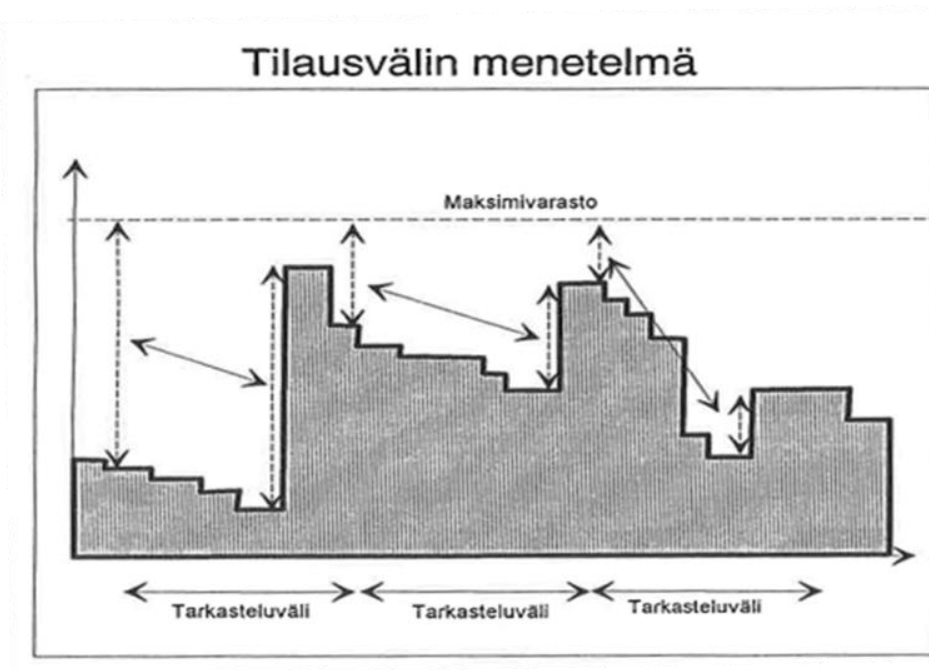 Tilausvälin menetelmä
Maksimivarasto
Tarkasteluväli
Tarkasteluväli
Tarkasteluväli